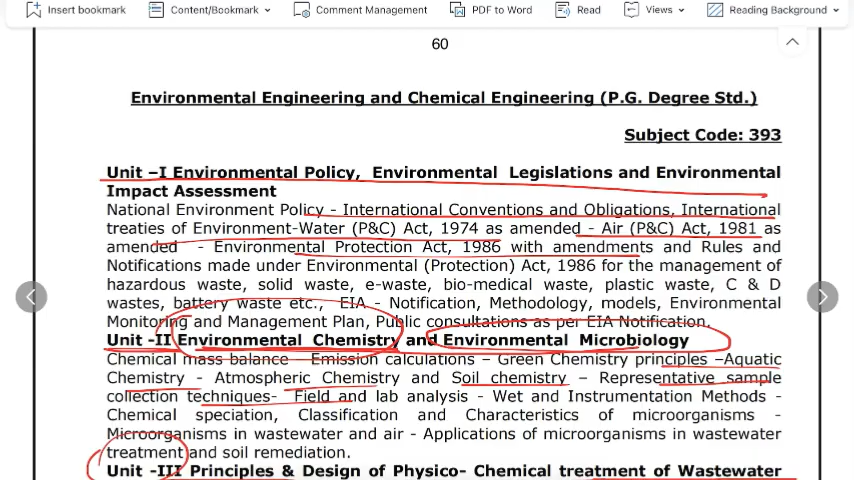 Insert bookmark Content/Bookmark Comment Management PDF to Word Read Views Reading Background
60
Environmental Engineering and Chemical Engineering (P.G. Degree Std.)
Subject Code: 393
Unit –I Environmental Policy, Environmental Legislations and Environmental
Impact Assessment
National Environment Policy - International Conventions and Obligations, International
treaties of Environment-Water (P&C) Act, 1974 as amended - Air (P&C) Act, 1981 as
amended - Environmental Protection Act, 1986 with amendments and Rules and
Notifications made under Environmental (Protection) Act, 1986 for the management of
hazardous waste, solid waste, e-waste, bio-medical waste, plastic waste, C & D
wastes, battery waste etc., EIA - Notification, Methodology, models, Environmental
Monitoring and Management Plan, Public consultations as per EIA Notification.
Unit -II Environmental Chemistry and Environmental Microbiology
Chemical mass balance – Emission calculations – Green Chemistry principles –Aquatic
Chemistry - Atmospheric Chemistry and Soil chemistry – Representative sample
collection techniques- Field and lab analysis - Wet and Instrumentation Methods -
Chemical speciation, Classification and Characteristics of microorganisms -
Microorganisms in wastewater and air - Applications of microorganisms in wastewater
treatment and soil remediation.
Unit -III Principles & Design of Physico- Chemical treatment of Wastewater